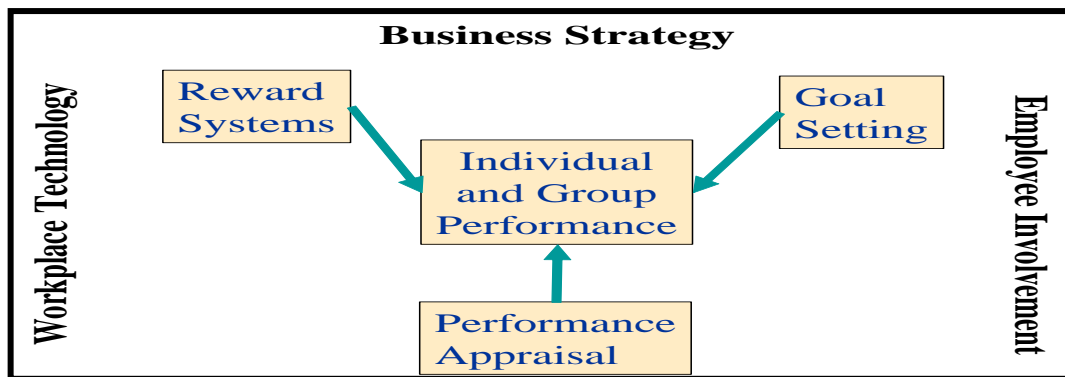 Business Strategy
Workplace Technology
Reward
Systems
Goal
Setting
Employee Involvement
Individual
and Group
Performance
Performance
Appraisal